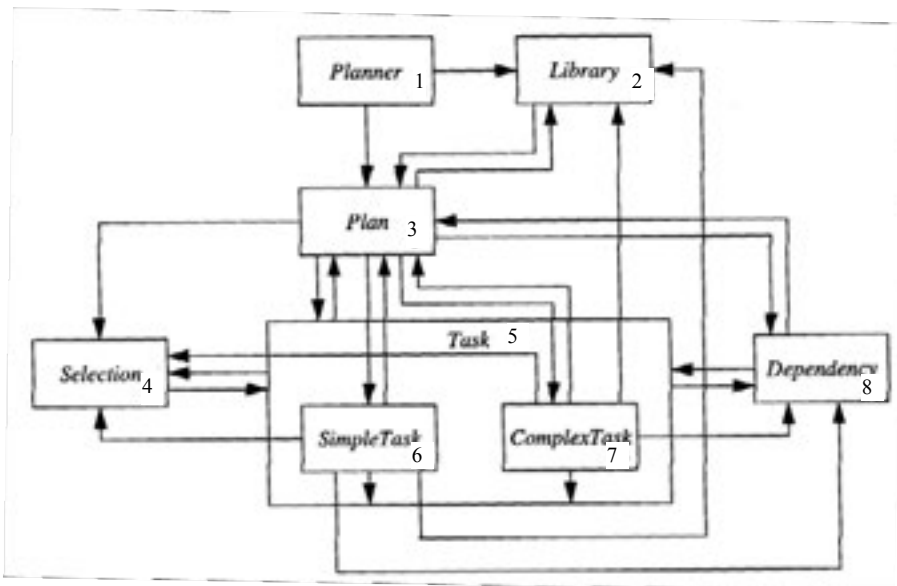 Planner 1
Library 2
Plan 3
Task 5
Selection 4
Dependency 8
SimpleTask 6
ComplexTask 7